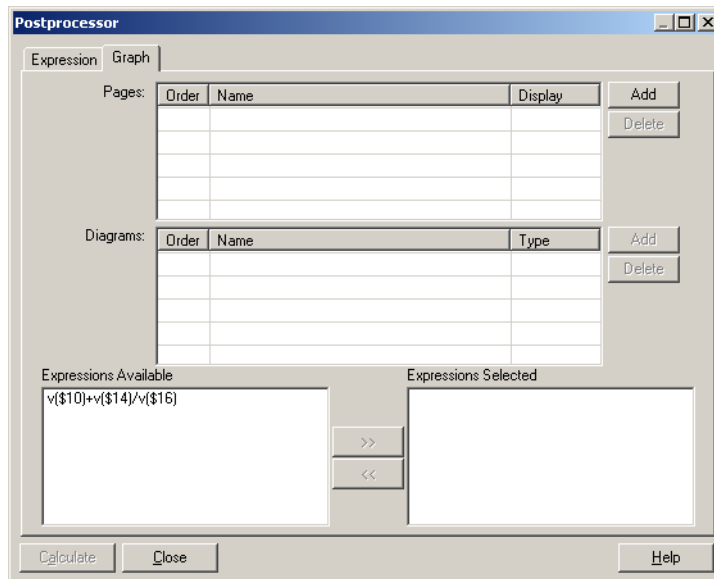 Postprocessor
Expression Graph
Pages: Order Name Display Add
Delete
Diagrams: Order Name Type Add
Delete
Expressions Available Expressions Selected
v($10)+v($14)/v($16)
>>
<<
Calculate Close Help